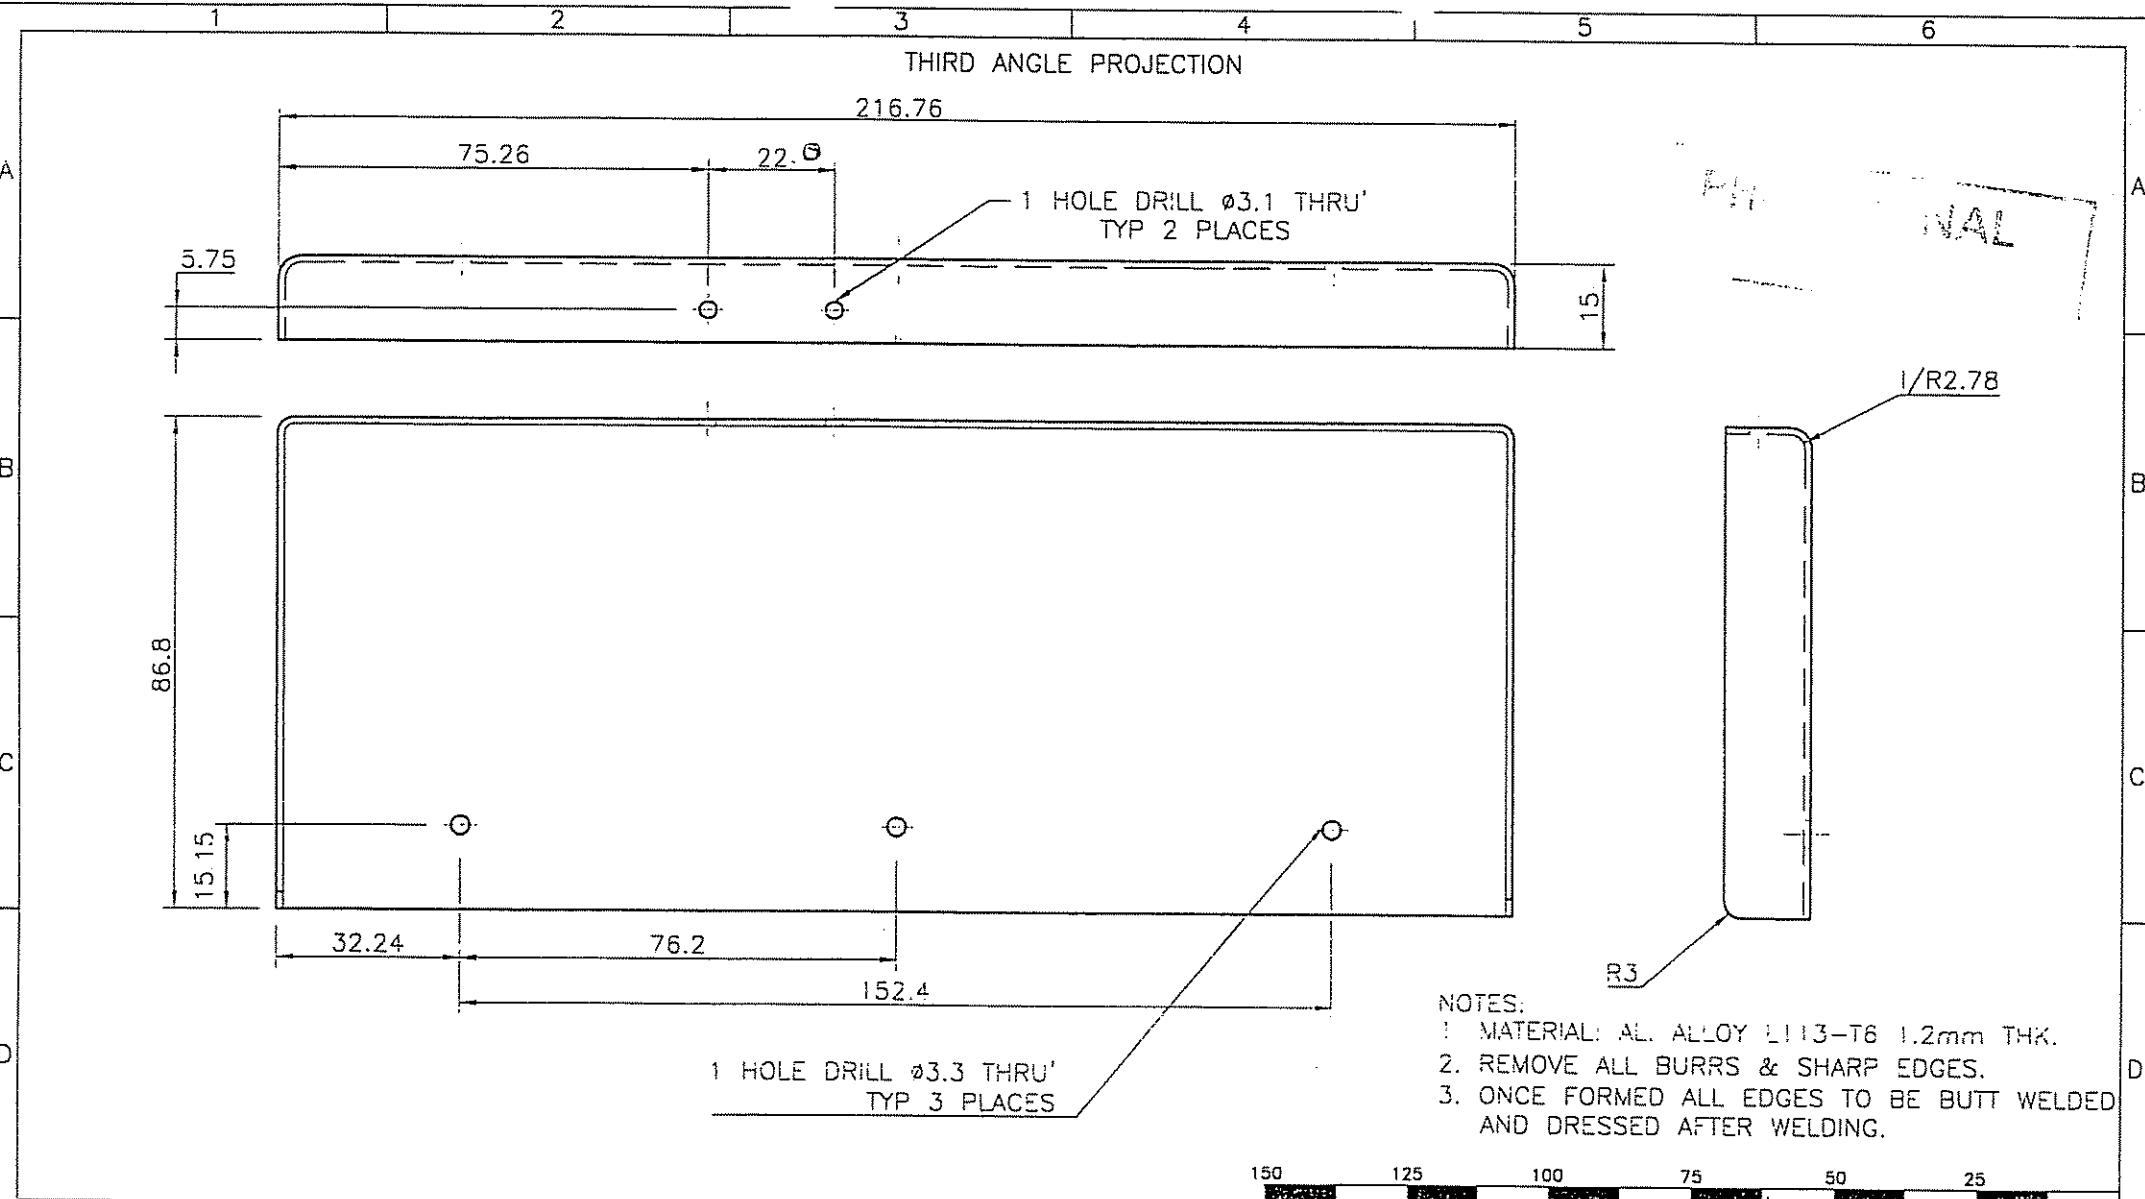 1 2 3 4 5 6
THIRD ANGLE PROJECTION
216.76
75.26
22.0
A
A
1 HOLE DRILL ø3.1 THRU'
TYP 2 PLACES
5.75
15
1/R2.78
B
B
86.8
C
C
15.15
32.24
76.2
152.4
R3
D
D
1 HOLE DRILL ø3.3 THRU'
TYP 3 PLACES
NOTES:
1 MATERIAL: AL. ALLOY L113-T6 1.2mm THK.
2. REMOVE ALL BURRS & SHARP EDGES.
3. ONCE FORMED ALL EDGES TO BE BUTT WELDED
AND DRESSED AFTER WELDING.
150 125 100 75 50 25